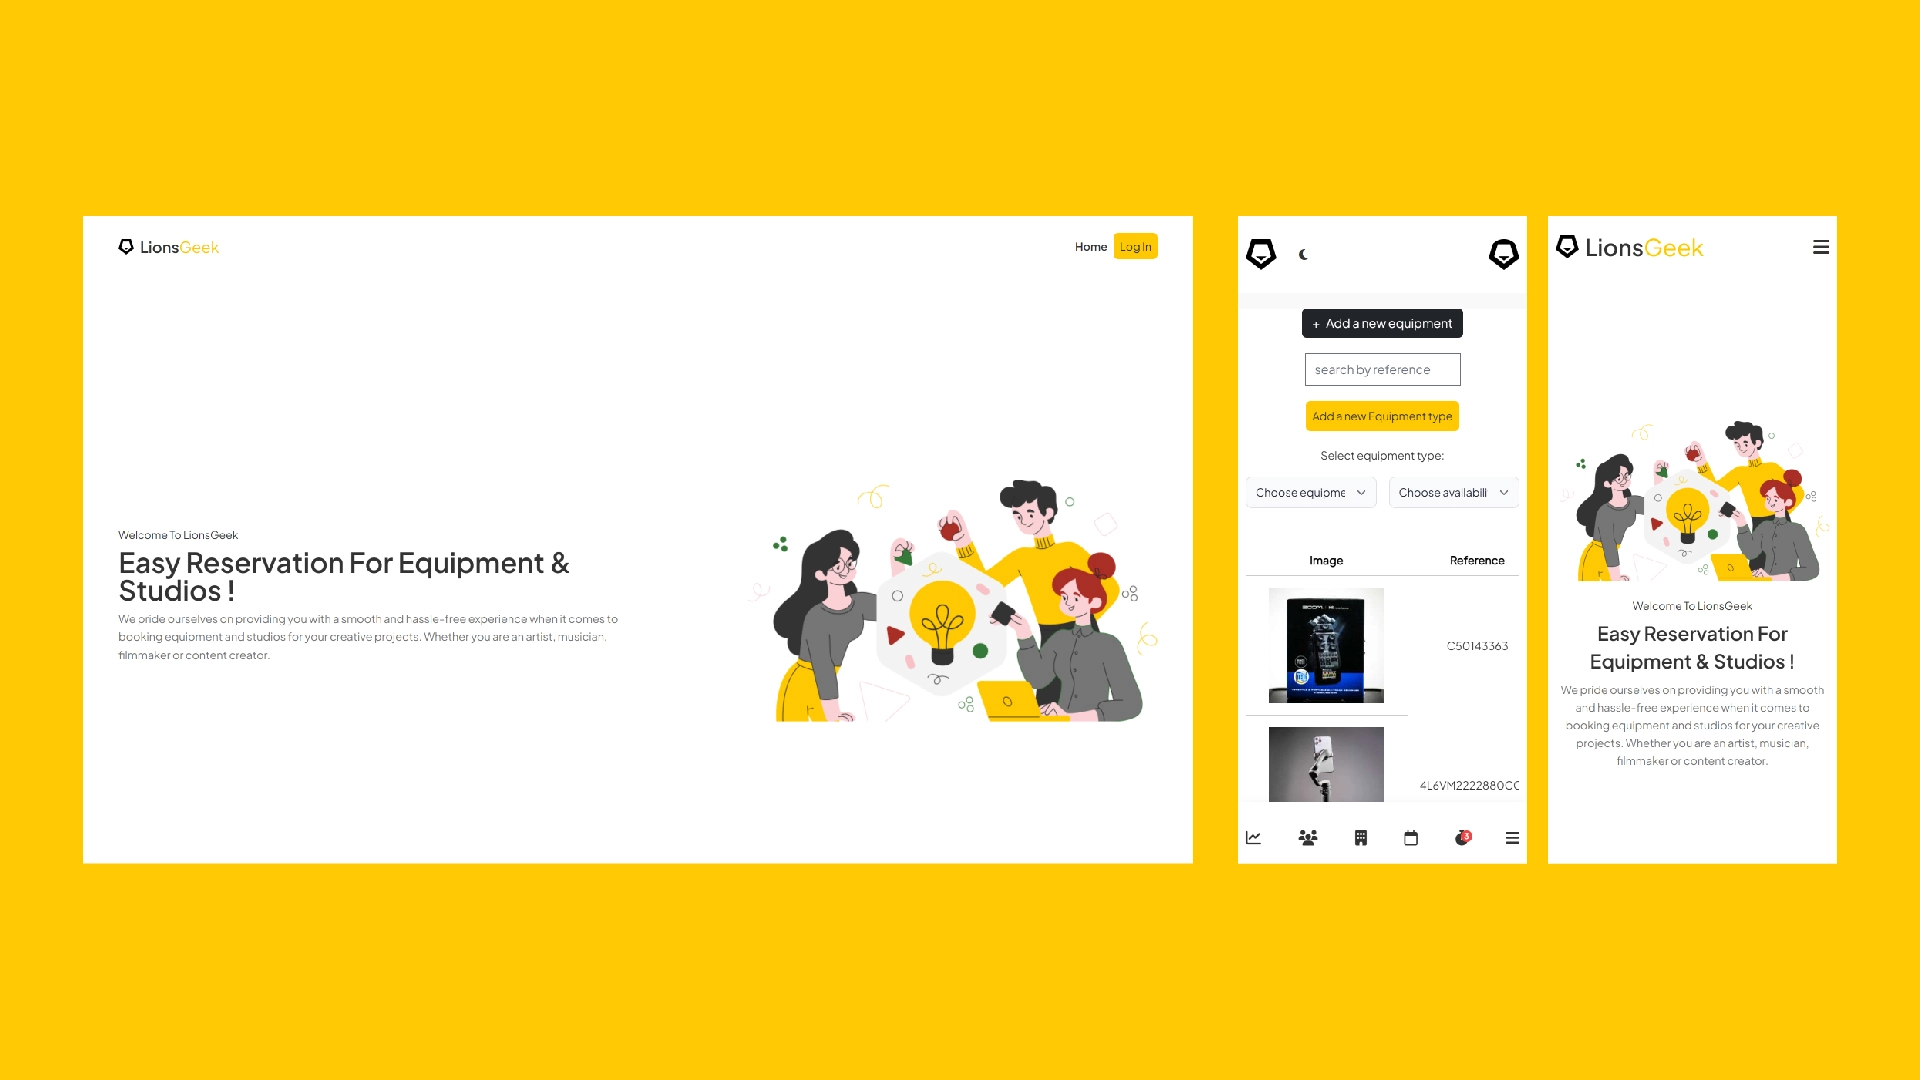 LionsGeek
Home
Log In
Welcome To LionsGeek
Easy Reservation For Equipment &
Studios !
We pride ourselves on providing you with a smooth and hassle-free experience when it comes to
booking equipment and studios for your creative projects. Whether you are an artist, musician,
filmmaker or content creator.
+ Add a new equipment
search by reference
Add a new Equipment type
Select equipment type:
Choose equipme
Choose availabili
Image
Reference
C50143363
4L6VM2222880CC
3
LionsGeek
Welcome To LionsGeek
Easy Reservation For
Equipment & Studios !
We pride ourselves on providing you with a smooth
and hassle-free experience when it comes to
booking equipment and studios for your creative
projects. Whether you are an artist, musician,
filmmaker or content creator.